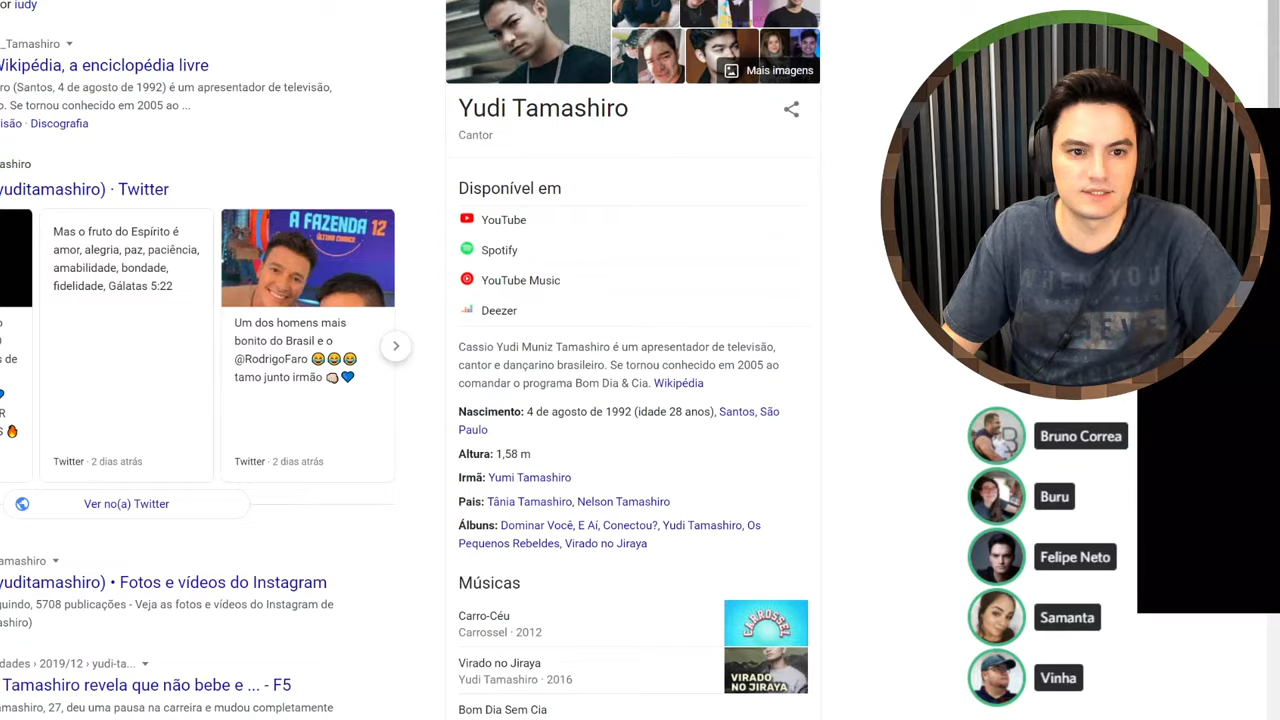 or iudy
_Tamashiro
Wikipédia, a enciclopédia livre
ro (Santos, 4 de agosto de 1992) é um apresentador de televisão,
o. Se tornou conhecido em 2005 ao ...
isão · Discografia
ashiro
yuditamashiro) · Twitter
Mas o fruto do Espírito é
amor, alegria, paz, paciência,
amabilidade, bondade,
fidelidade, Gálatas 5:22
Twitter · 2 dias atrás
A FAZENDA 12
ÚLTIMA CHANCE
Um dos homens mais
bonito do Brasil e o
@RodrigoFaro 😂😂😂
tamo junto irmão 👊🏻💙
Twitter · 2 dias atrás
o
o
s de
R
S 🔥
Ver no(a) Twitter
amashiro
yuditamashiro) • Fotos e vídeos do Instagram
uindo, 5708 publicações - Veja as fotos e vídeos do Instagram de
ashiro)
dades › 2019/12 › yudi-ta...
Tamashiro revela que não bebe e ... - F5
amashiro, 27, deu uma pausa na carreira e mudou completamente
Mais imagens
Yudi Tamashiro
Cantor
Disponível em
YouTube
Spotify
YouTube Music
Deezer
Cassio Yudi Muniz Tamashiro é um apresentador de televisão,
cantor e dançarino brasileiro. Se tornou conhecido em 2005 ao
comandar o programa Bom Dia & Cia. Wikipédia
Nascimento: 4 de agosto de 1992 (idade 28 anos), Santos, São
Paulo
Altura: 1,58 m
Irmã: Yumi Tamashiro
Pais: Tânia Tamashiro, Nelson Tamashiro
Álbuns: Dominar Você, E Aí, Conectou?, Yudi Tamashiro, Os
Pequenos Rebeldes, Virado no Jiraya
Músicas
Carro-Céu
Carrossel · 2012
CARROSSEL
Virado no Jiraya
Yudi Tamashiro · 2016
VIRADO
NO JIRAYA
Bom Dia Sem Cia
WHEN YOU
Bruno Correa
Buru
Felipe Neto
Samanta
Vinha